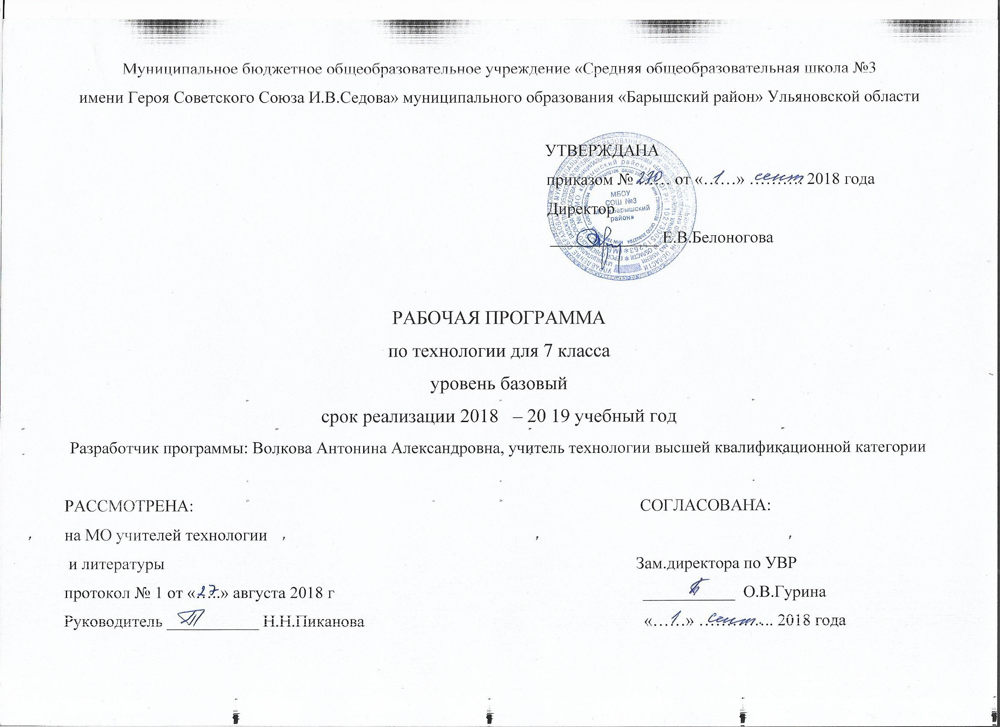 Муниципальное бюджетное общеобразовательное учреждение «Средняя общеобразовательная школа №3
имени Героя Советского Союза И.В.Седова» муниципального образования «Барышский район» Ульяновской области
УТВЕРЖДАНА
приказом № 270 от «…1…» сент 2018 года
Директор
Е.В.Белоногова
МБОУ
СОШ №3
МО «Барышский
район»
РАБОЧАЯ ПРОГРАММА
по технологии для 7 класса
уровень базовый
срок реализации 2018 – 20 19 учебный год
Разработчик программы: Волкова Антонина Александровна, учитель технологии высшей квалификационной категории
РАССМОТРЕНА:
на МО учителей технологии
и литературы
протокол № 1 от «27» августа 2018 г
Руководитель ___________ Н.Н.Пиканова
СОГЛАСОВАНА:
Зам.директора по УВР
___________ О.В.Гурина
«…1…» сент 2018 года